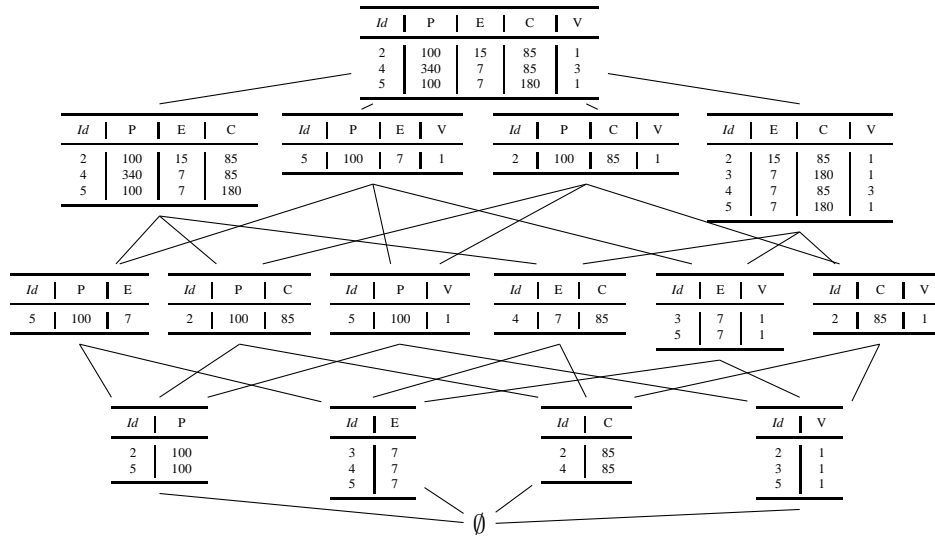 Id P E C V
2 100 15 85 1
4 340 7 85 3
5 100 7 180 1
Id P E C
2 100 15 85
4 340 7 85
5 100 7 180
Id P E V
5 100 7 1
Id P C V
2 100 85 1
Id E C V
2 15 85 1
3 7 180 1
4 7 85 3
5 7 180 1
Id P E
5 100 7
Id P C
2 100 85
Id P V
5 100 1
Id E C
4 7 85
Id E V
3 7 1
5 7 1
Id C V
2 85 1
Id P
2 100
5 100
Id E
3 7
4 7
5 7
Id C
2 85
4 85
Id V
2 1
3 1
5 1
∅